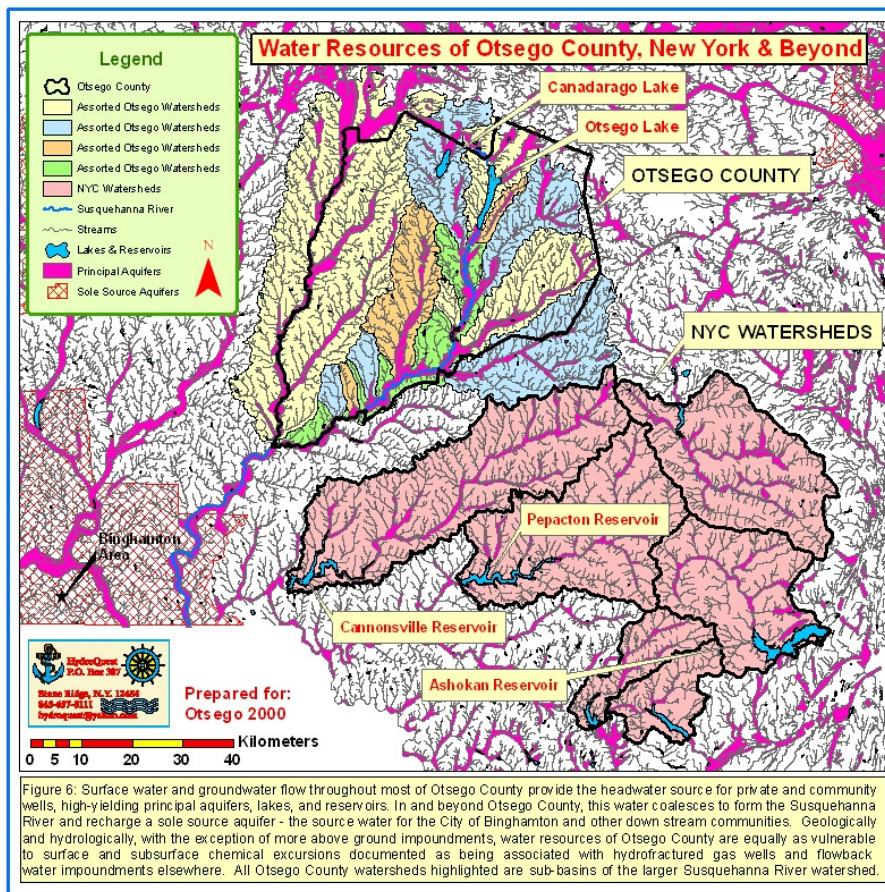 Water Resources of Otsego County, New York & Beyond
Legend
Otsego County
Assorted Otsego Watersheds
Assorted Otsego Watersheds
Assorted Otsego Watersheds
Assorted Otsego Watersheds
NYC Watersheds
Susquehanna River
Streams
Lakes & Reservoirs
Principal Aquifers
Sole Source Aquifers
N
Canadarago Lake
Otsego Lake
OTSEGO COUNTY
NYC WATERSHEDS
Pepacton Reservoir
Binghamton
Area
Cannonsville Reservoir
Ashokan Reservoir
HydroQuest
P.O. Box 387
Stone Ridge, N.Y. 12484
845-657-8111
hydroquest@yahoo.com
Prepared for:
Otsego 2000
Kilometers
0 5 10 20 30 40
Figure 6: Surface water and groundwater flow throughout most of Otsego County provide the headwater source for private and community
wells, high-yielding principal aquifers, lakes, and reservoirs. In and beyond Otsego County, this water coalesces to form the Susquehanna
River and recharge a sole source aquifer - the source water for the City of Binghamton and other down stream communities. Geologically
and hydrologically, with the exception of more above ground impoundments, water resources of Otsego County are equally as vulnerable
to surface and subsurface chemical excursions documented as being associated with hydrofractured gas wells and flowback
water impoundments elsewhere. All Otsego County watersheds highlighted are sub-basins of the larger Susquehanna River watershed.